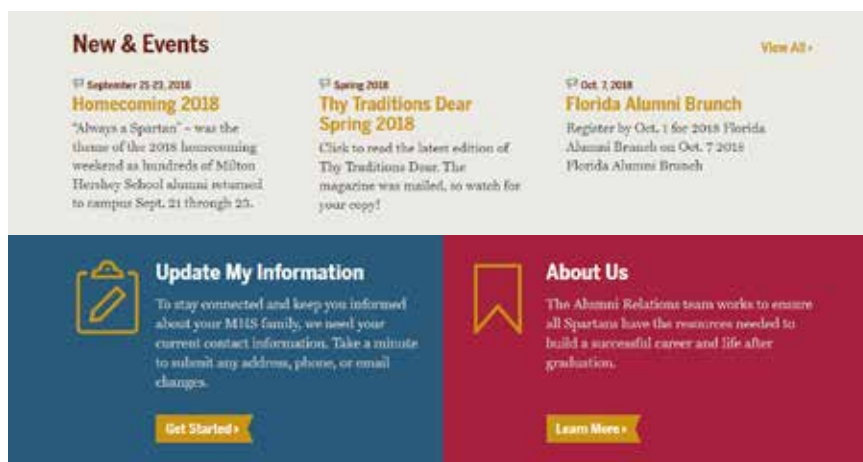 New & Events
View All ›
September 21-23, 2018
Homecoming 2018
"Always a Spartan" – was the
theme of the 2018 homecoming
weekend as hundreds of Milton
Hershey School alumni returned
to campus Sept. 21 through 23.
Spring 2018
Thy Traditions Dear
Spring 2018
Click to read the latest edition of
Thy Traditions Dear. The
magazine was mailed, so watch for
your copy!
Oct. 7, 2018
Florida Alumni Brunch
Register by Oct. 1 for 2018 Florida
Alumni Brunch on Oct. 7 2018
Florida Alumni Brunch
Update My Information
To stay connected and keep you informed
about your MHS family, we need your
current contact information. Take a minute
to submit any address, phone, or email
changes.
Get Started ›
About Us
The Alumni Relations team works to ensure
all Spartans have the resources needed to
build a successful career and life after
graduation.
Learn More ›